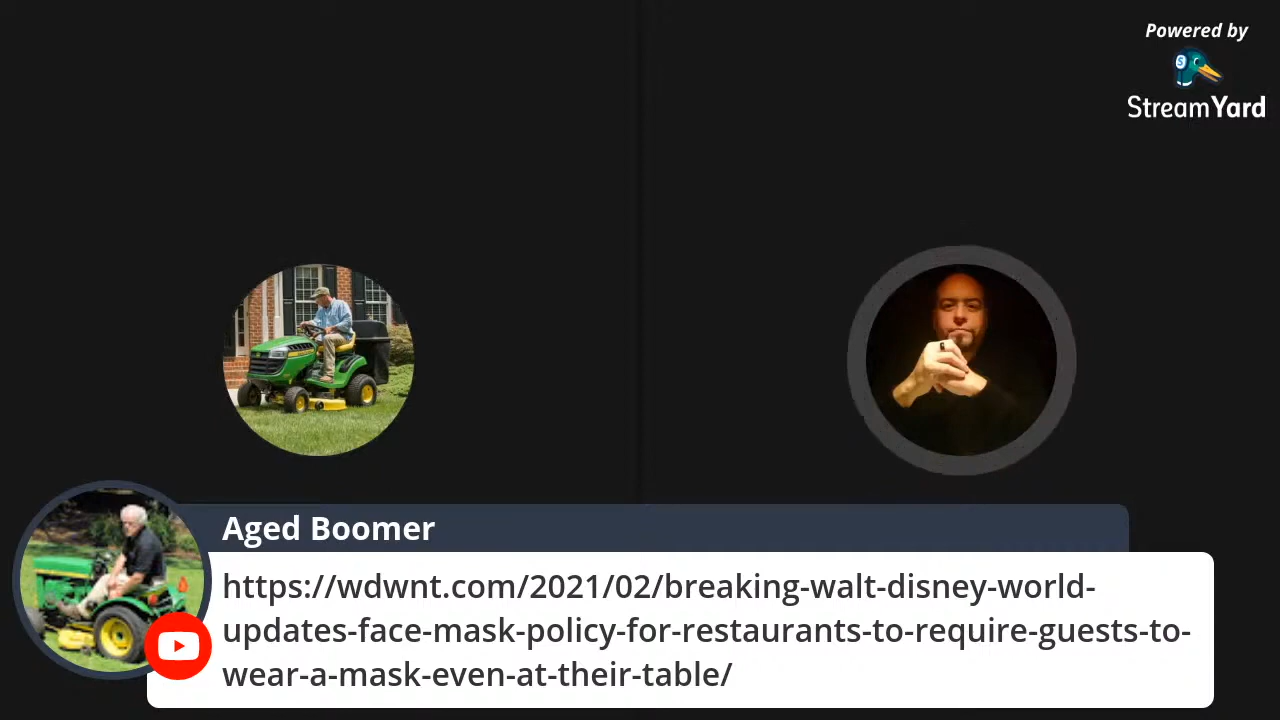 Powered by
StreamYard
Aged Boomer
https://wdwnt.com/2021/02/breaking-walt-disney-world-
updates-face-mask-policy-for-restaurants-to-require-guests-to-
wear-a-mask-even-at-their-table/